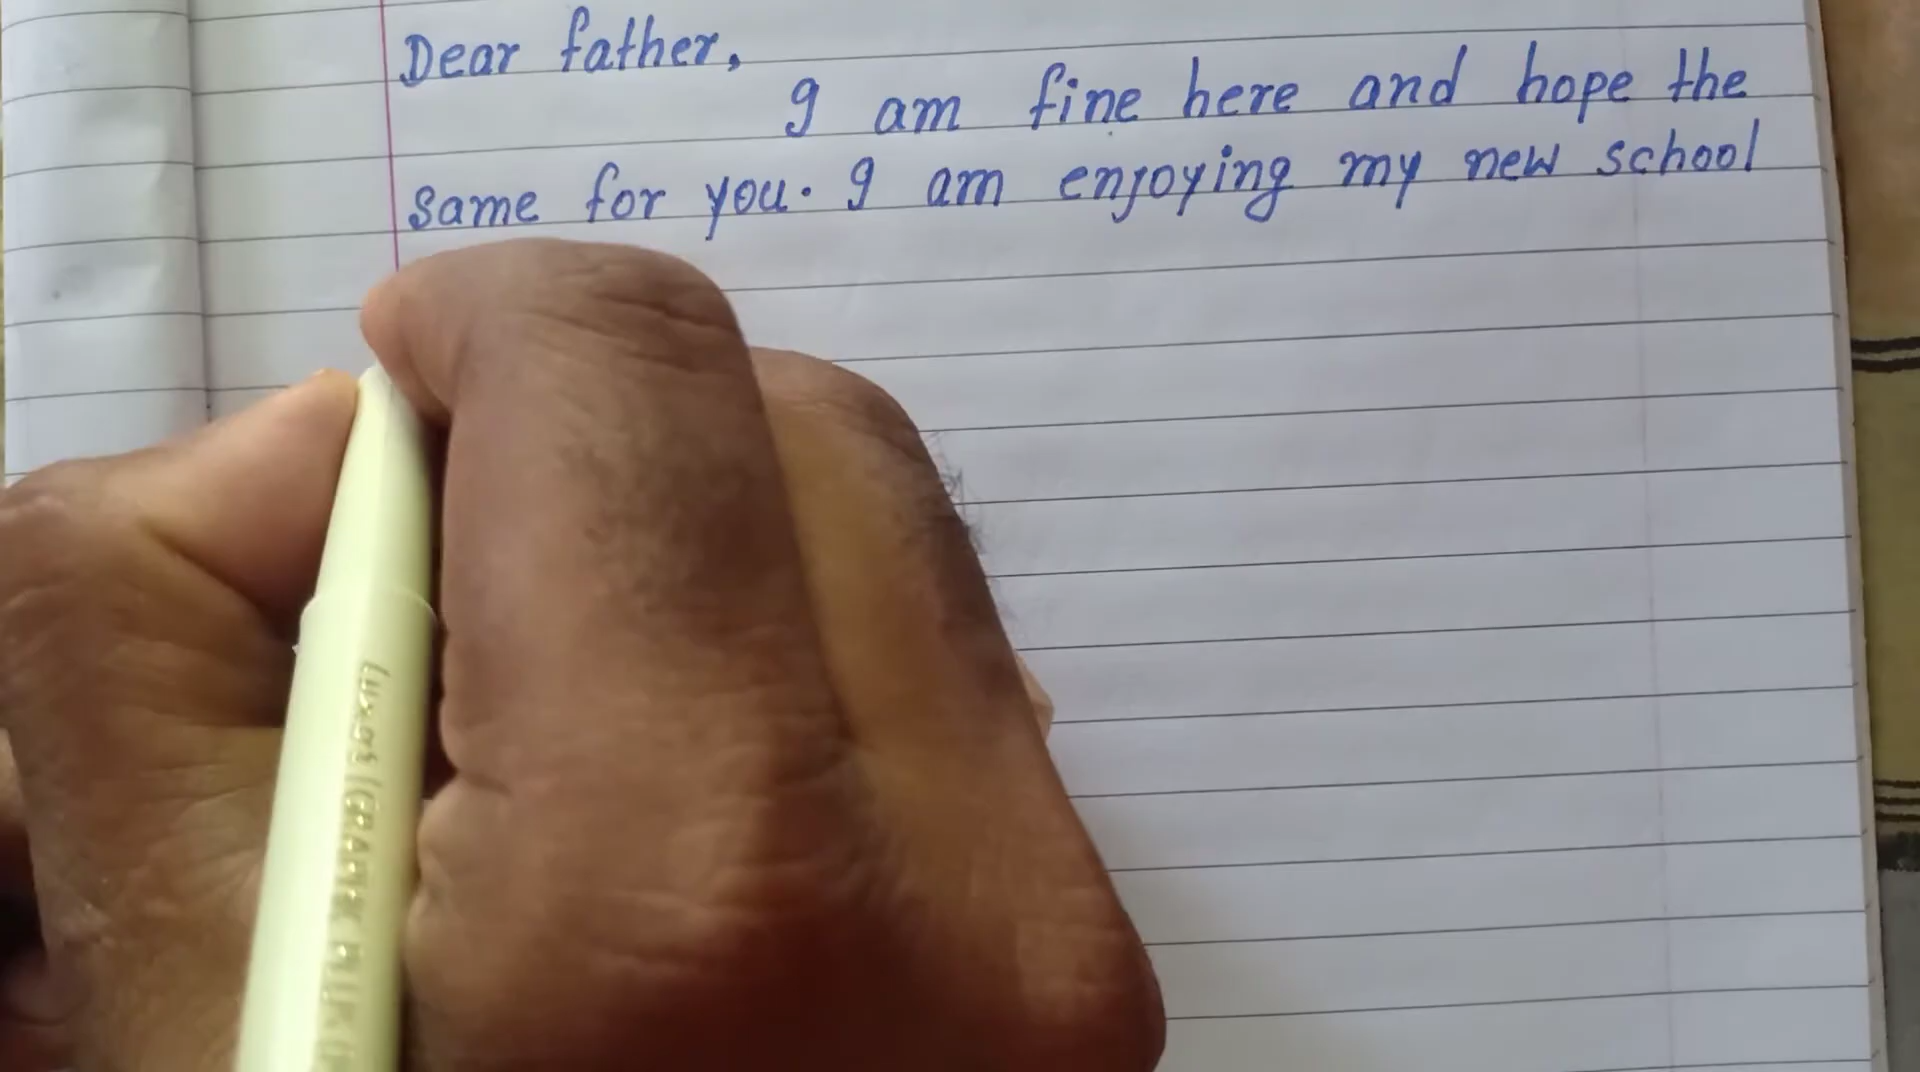 Dear father,
I am fine here and hope the
same for you. I am enjoying my new school